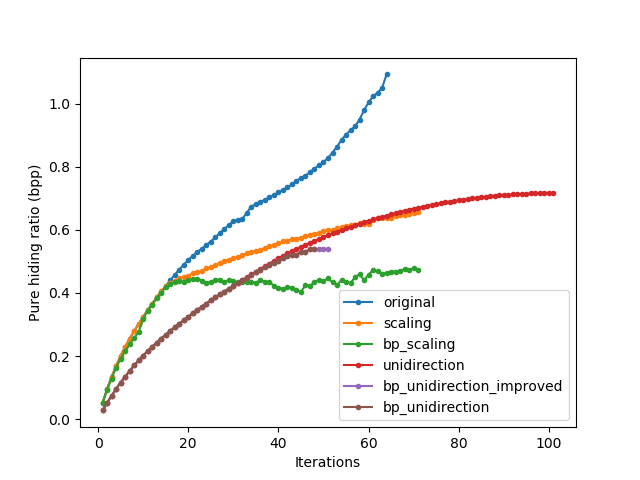 Pure hiding ratio (bpp)
1.0
0.8
0.6
0.4
0.2
0.0
original
scaling
bp_scaling
unidirection
bp_unidirection_improved
bp_unidirection
0 20 40 60 80 100
Iterations